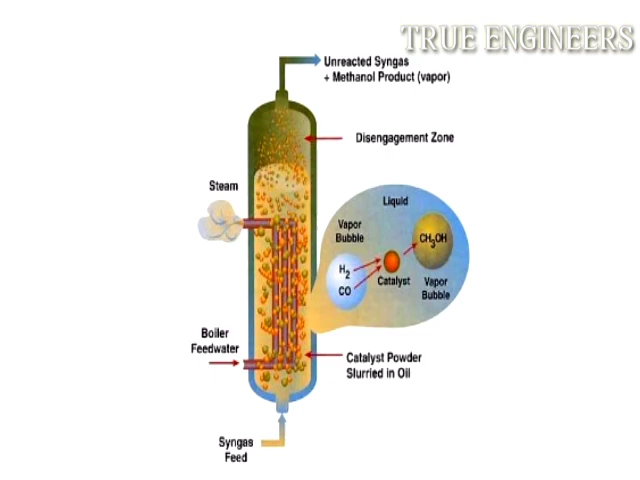 TRUE ENGINEERS
Unreacted Syngas
+ Methanol Product (vapor)
Disengagement Zone
Steam
Liquid
Vapor
Bubble
CH3OH
H2
CO
Catalyst
Vapor
Bubble
Boiler
Feedwater
Catalyst Powder
Slurried in Oil
Syngas
Feed